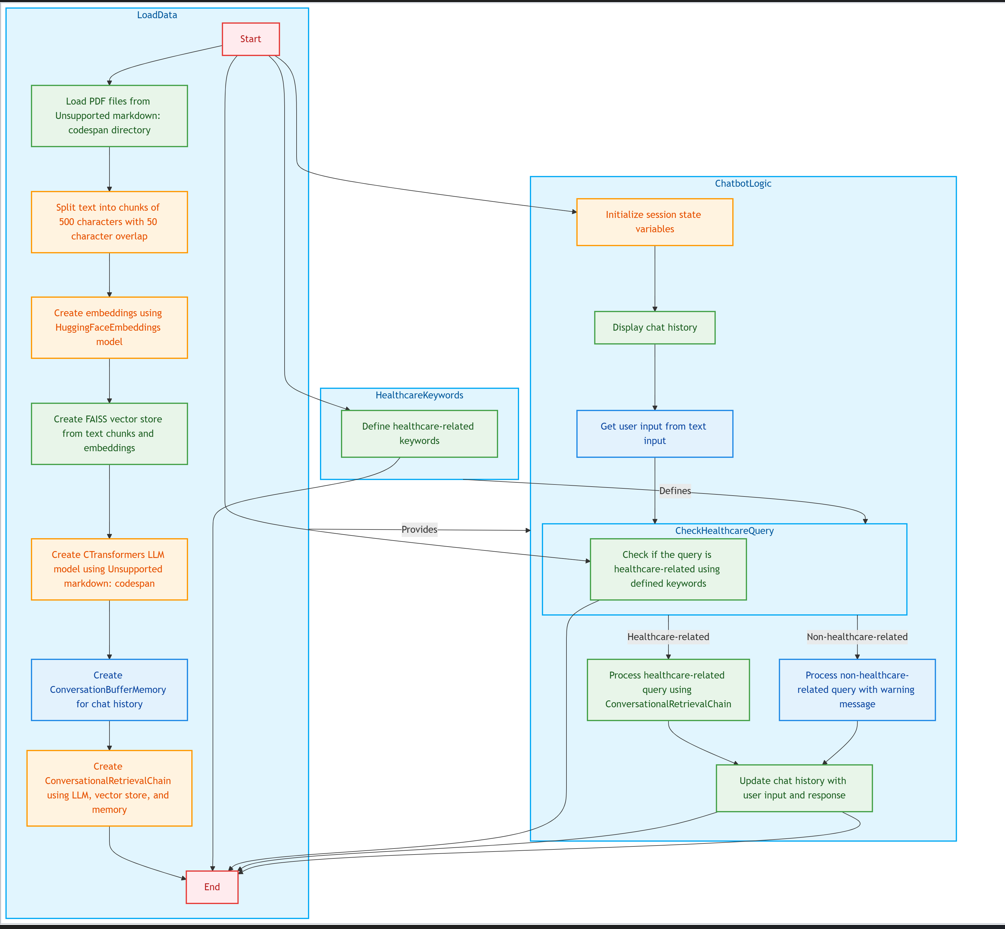 LoadData
Start
Load PDF files from
Unsupported markdown:
codespan directory
Split text into chunks of
500 characters with 50
character overlap
Create embeddings using
HuggingFaceEmbeddings
model
Create FAISS vector store
from text chunks and
embeddings
Create CTransformers LLM
model using Unsupported
markdown: codespan
Create
ConversationBufferMemory
for chat history
Create
ConversationalRetrievalChain
using LLM, vector store, and
memory
End
HealthcareKeywords
Define healthcare-related
keywords
Provides
ChatbotLogic
Initialize session state
variables
Display chat history
Get user input from text
input
Defines
CheckHealthcareQuery
Check if the query is
healthcare-related using
defined keywords
Healthcare-related
Non-healthcare-related
Process healthcare-related
query using
ConversationalRetrievalChain
Process non-healthcare-
related query with warning
message
Update chat history with
user input and response